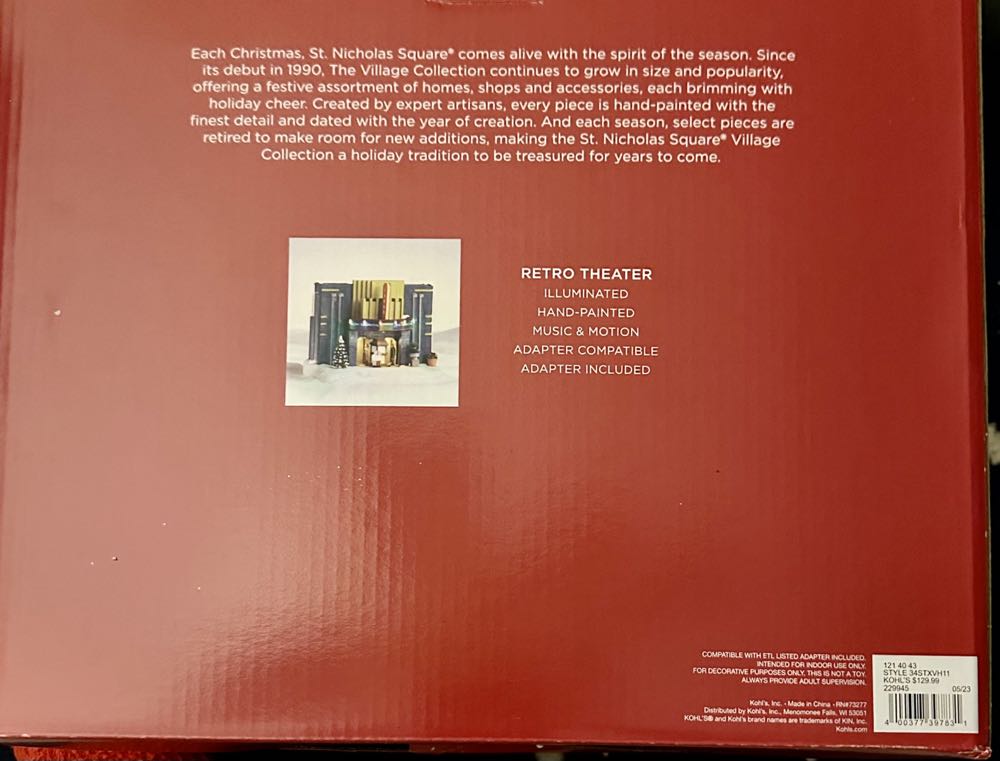 Each Christmas, St. Nicholas Square® comes alive with the spirit of the season. Since
its debut in 1990, The Village Collection continues to grow in size and popularity,
offering a festive assortment of homes, shops and accessories, each brimming with
holiday cheer. Created by expert artisans, every piece is hand-painted with the
finest detail and dated with the year of creation. And each season, select pieces are
retired to make room for new additions, making the St. Nicholas Square® Village
Collection a holiday tradition to be treasured for years to come.
RETRO THEATER
ILLUMINATED
HAND-PAINTED
MUSIC & MOTION
ADAPTER COMPATIBLE
ADAPTER INCLUDED
COMPATIBLE WITH ETL LISTED ADAPTER INCLUDED.
INTENDED FOR INDOOR USE ONLY.
FOR DECORATIVE PURPOSES ONLY. THIS IS NOT A TOY.
ALWAYS PROVIDE ADULT SUPERVISION.
Kohl's, Inc. · Made in China · RN#73277
Distributed by Kohl's, Inc., Menomonee Falls, WI 53051
KOHL'S® and Kohl's brand names are trademarks of KIN, Inc.
Kohls.com
121 40 43
STYLE 34STXVH11
KOHL'S $129.99
229945 05/23
4 00377 39783 1